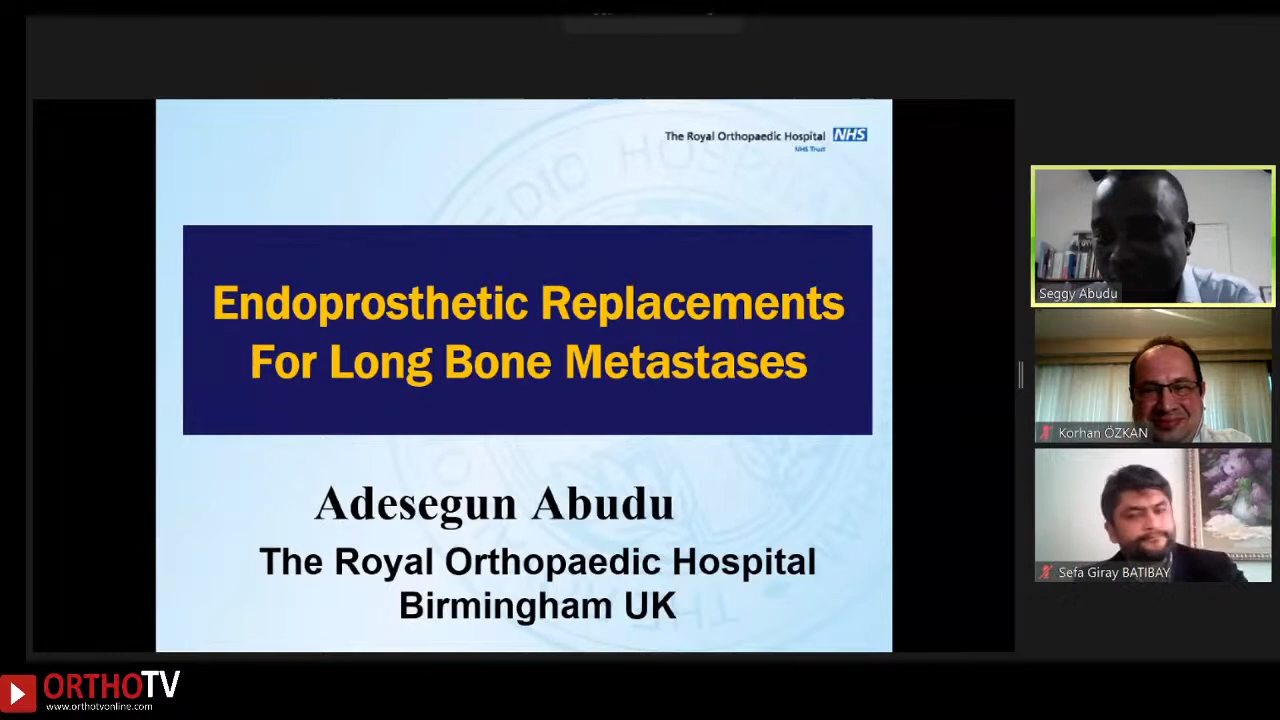 The Royal Orthopaedic Hospital NHS
NHS Trust
Endoprosthetic Replacements
For Long Bone Metastases
Adesegun Abudu
The Royal Orthopaedic Hospital
Birmingham UK
Seggy Abudu
Korhan ÖZKAN
Sefa Giray BATIBAY
ORTHOTV
www.orthotvonline.com